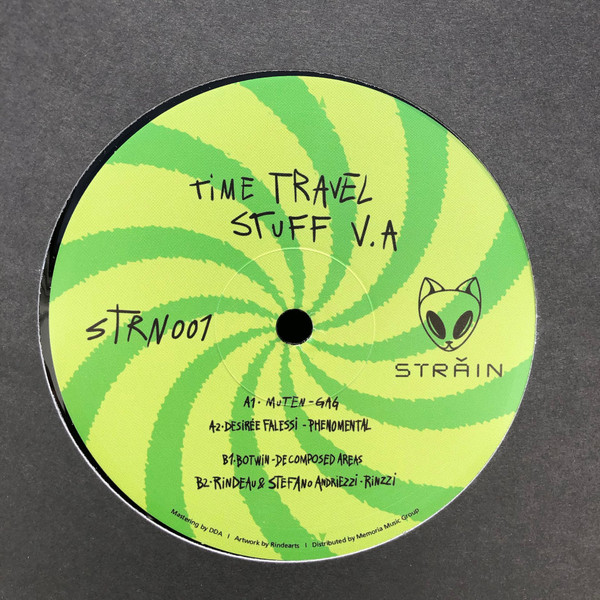 TiME TRAVEL
STUFF V.A
STRN001
STRĂIN
A1. MUTEN - GAG
A2. DESIRÉE FALESSI - PHENOMENTAL
B1. BOTWIN - DECOMPOSED AREAS
B2. RINDEAU & STEFANO ANDRIEZZI - RINZZI
Mastering by DDA | Artwork by Rindearts | Distributed by Memoria Music Group